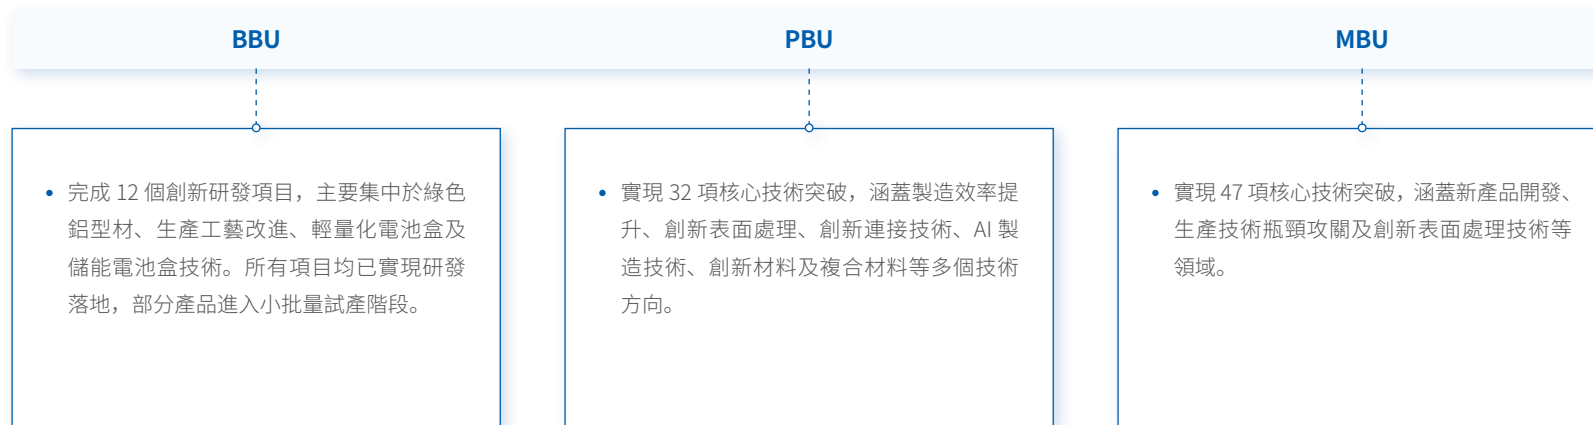 BBU
PBU
MBU
• 完成 12 個創新研發項目，主要集中於綠色
鋁型材、生產工藝改進、輕量化電池盒及
儲能電池盒技術。所有項目均已實現研發
落地，部分產品進入小批量試產階段。
• 實現 32 項核心技術突破，涵蓋製造效率提
升、創新表面處理、創新連接技術、AI 製
造技術、創新材料及複合材料等多個技術
方向。
• 實現 47 項核心技術突破，涵蓋新產品開發、
生產技術瓶頸攻關及創新表面處理技術等
領域。